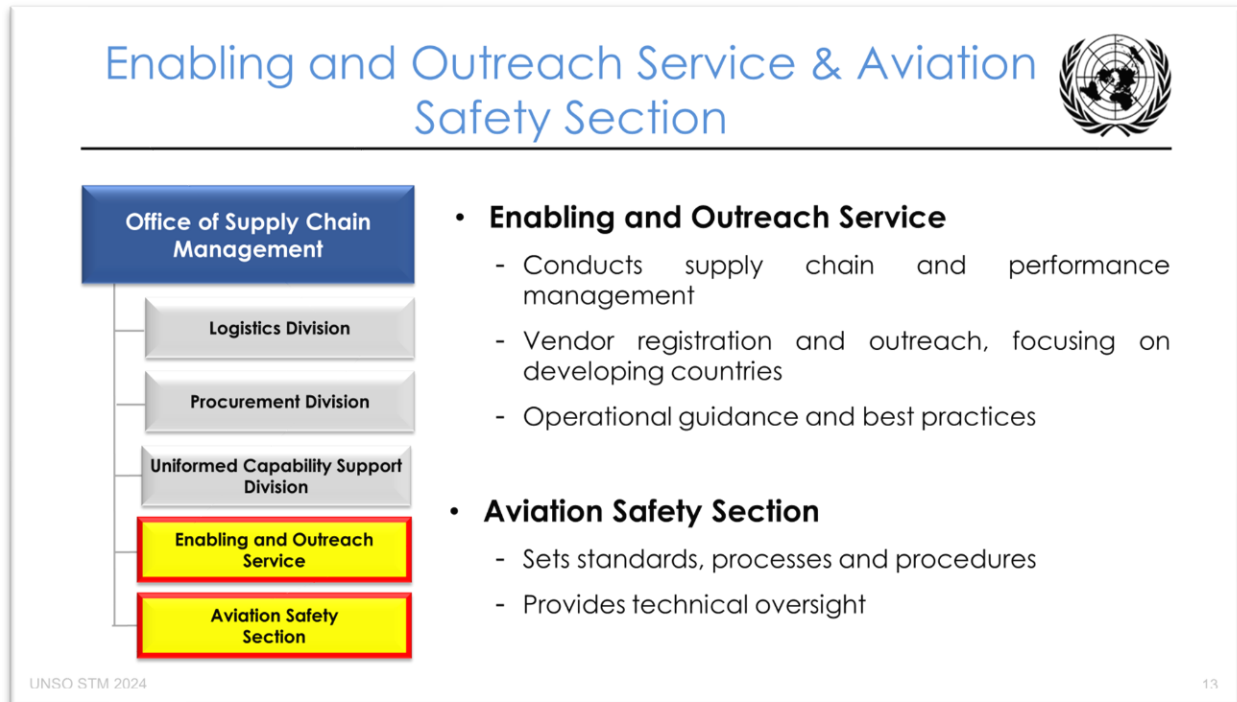 Enabling and Outreach Service & Aviation
Safety Section
Office of Supply Chain
Management
Logistics Division
Procurement Division
Uniformed Capability Support
Division
Enabling and Outreach
Service
Aviation Safety
Section
• Enabling and Outreach Service
- Conducts supply chain and performance
management
- Vendor registration and outreach, focusing on
developing countries
- Operational guidance and best practices
• Aviation Safety Section
- Sets standards, processes and procedures
- Provides technical oversight
UNSO STM 2024
13